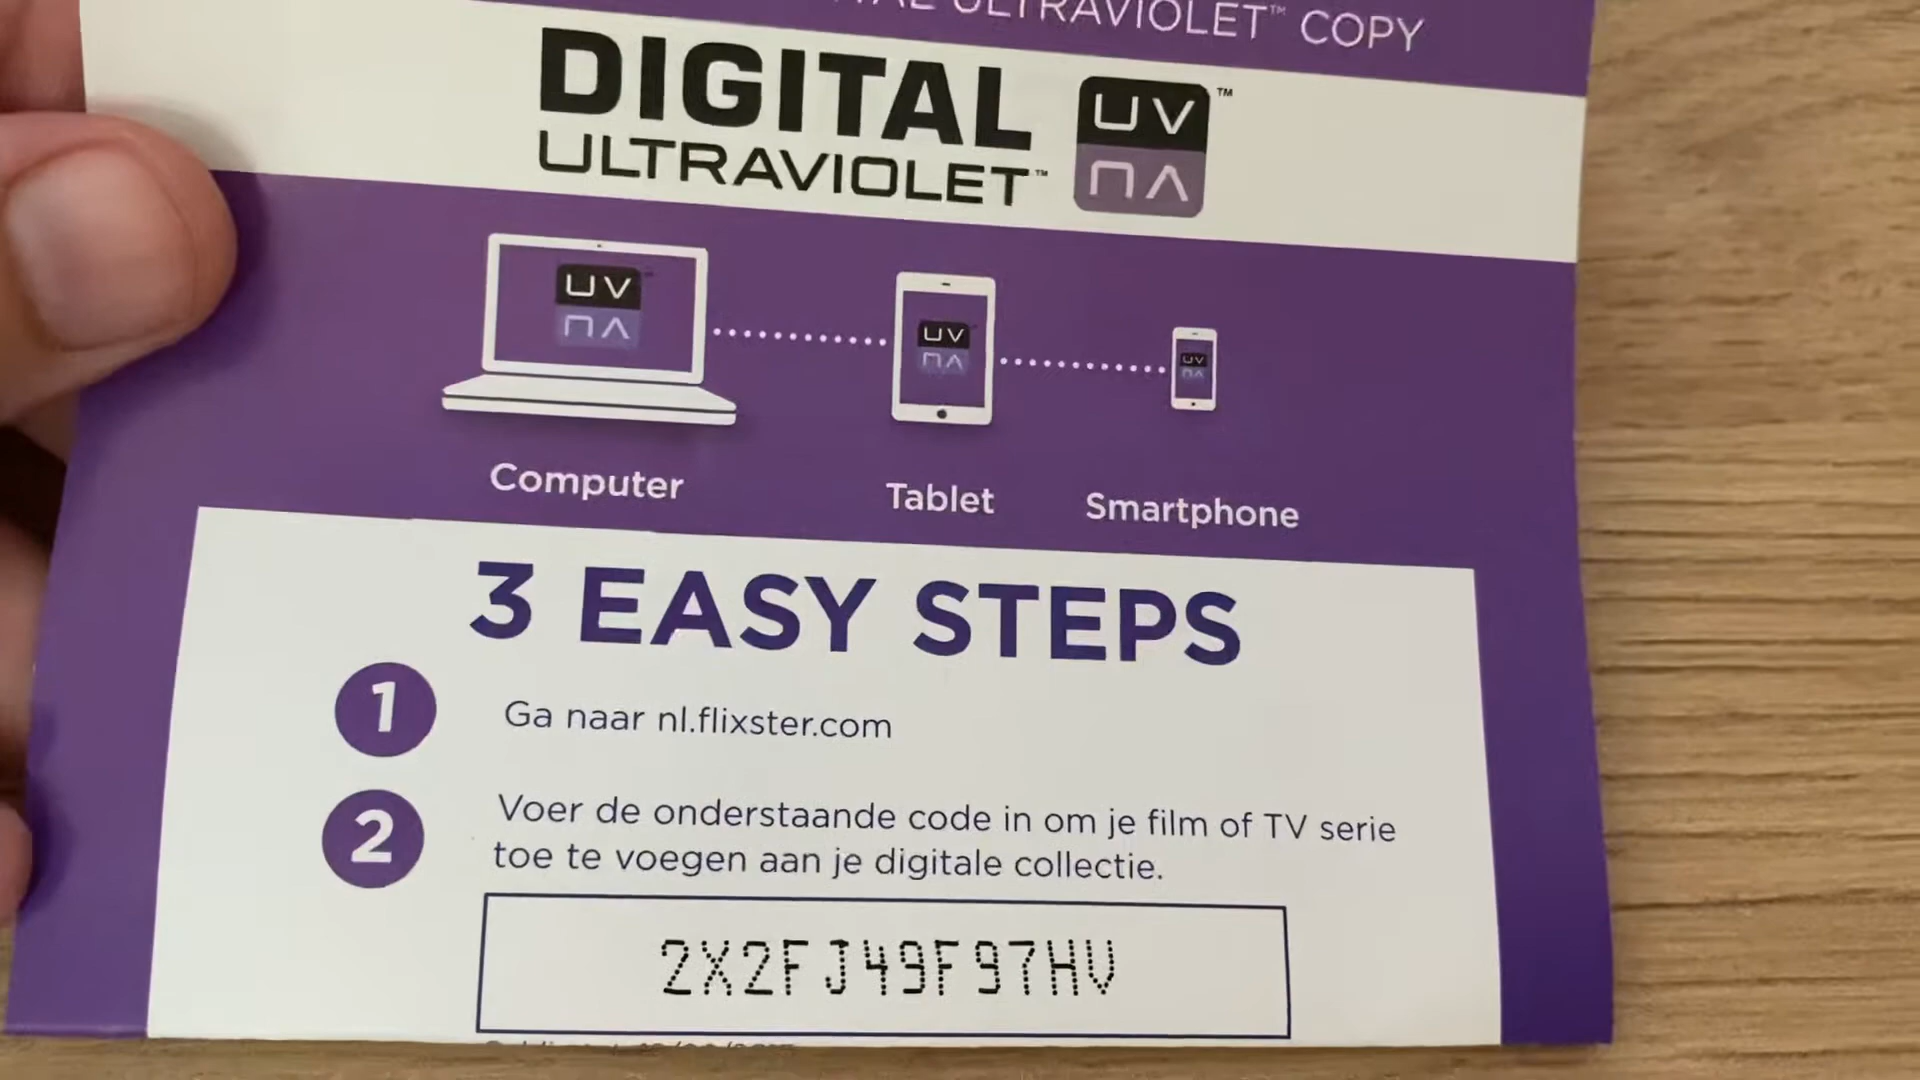 ULTRAVIOLET™ COPY
DIGITAL
ULTRAVIOLET™
UV™
UV
UV
UV
Computer
Tablet
Smartphone
3 EASY STEPS
1 Ga naar nl.flixster.com
2 Voer de onderstaande code in om je film of TV serie
toe te voegen aan je digitale collectie.
2X2FJ49F97HV